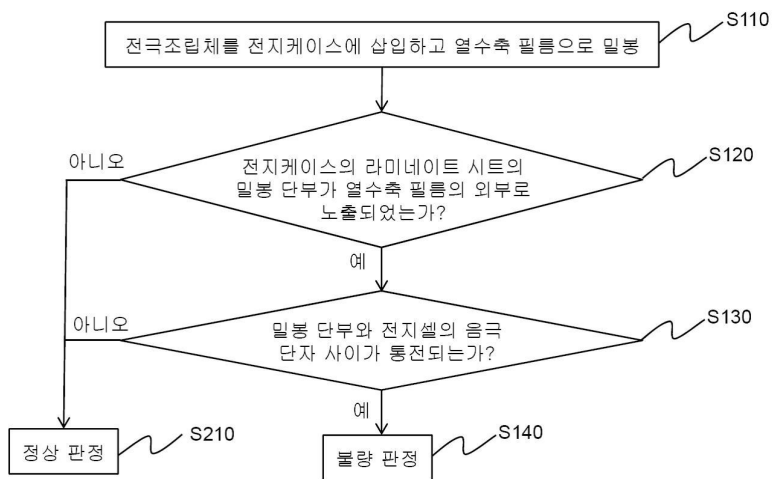 S110
전극조립체를 전지케이스에 삽입하고 열수축 필름으로 밀봉
아니오
S120
전지케이스의 라미네이트 시트의
밀봉 단부가 열수축 필름의 외부로
노출되었는가?
예
아니오
S130
밀봉 단부와 전지셀의 음극
단자 사이가 통전되는가?
예
정상 판정
S210
불량 판정
S140